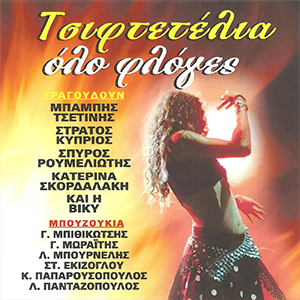 Τσιφτετέλια
όλο φλόγες
ΤΡΑΓΟΥΔΟΥΝ
ΜΠΑΜΠΗΣ
ΤΣΕΤΙΝΗΣ
ΣΤΡΑΤΟΣ
ΚΥΠΡΙΟΣ
ΣΠΥΡΟΣ
ΡΟΥΜΕΛΙΩΤΗΣ
ΚΑΤΕΡΙΝΑ
ΣΚΟΡΔΑΛΑΚΗ
ΚΑΙ Η
ΒΙΚΥ
ΜΠΟΥΖΟΥΚΙΑ
Γ. ΜΠΙΘΙΚΩΤΣΗΣ
Γ. ΜΩΡΑΪΤΗΣ
Λ. ΜΠΟΥΡΝΕΛΗΣ
ΣΤ. ΕΚΙΖΟΓΛΟΥ
Κ. ΠΑΠΑΡΟΥΣΟΠΟΥΛΟΣ
Λ. ΠΑΝΤΑΖΟΠΟΥΛΟΣ